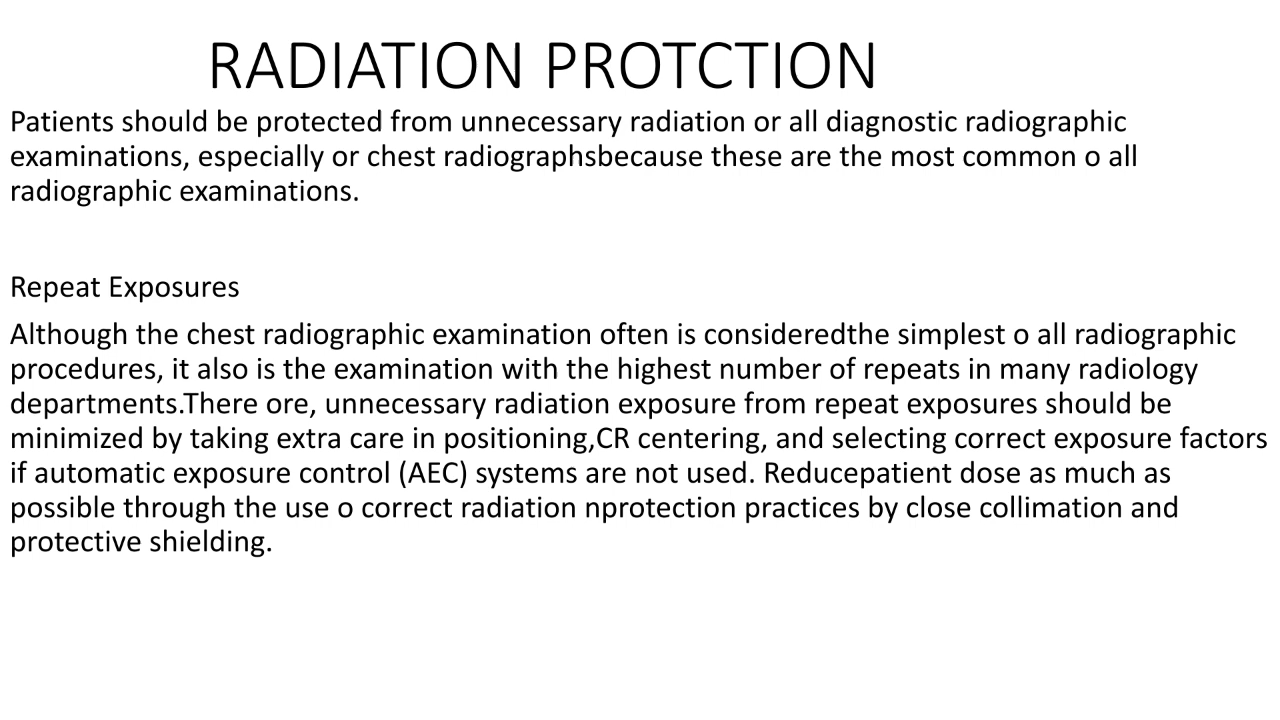 RADIATION PROTCTION
Patients should be protected from unnecessary radiation or all diagnostic radiographic
examinations, especially or chest radiographsbecause these are the most common o all
radiographic examinations.
Repeat Exposures
Although the chest radiographic examination often is consideredthe simplest o all radiographic
procedures, it also is the examination with the highest number of repeats in many radiology
departments.There ore, unnecessary radiation exposure from repeat exposures should be
minimized by taking extra care in positioning,CR centering, and selecting correct exposure factors
if automatic exposure control (AEC) systems are not used. Reducepatient dose as much as
possible through the use o correct radiation nprotection practices by close collimation and
protective shielding.